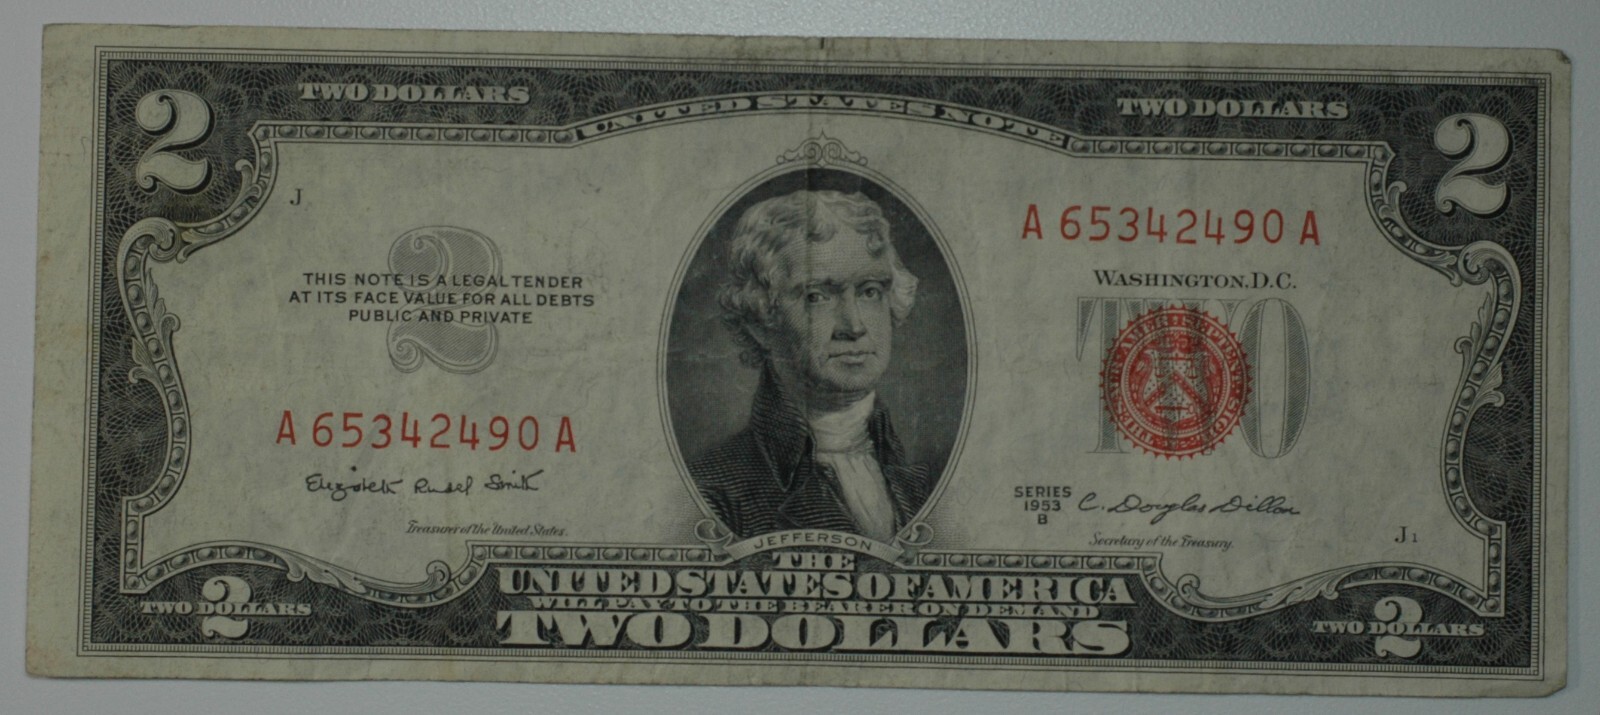 2 TWO DOLLARS UNITED STATES NOTE TWO DOLLARS 2
J
A 65342490 A
2
THIS NOTE IS A LEGAL TENDER
AT ITS FACE VALUE FOR ALL DEBTS
PUBLIC AND PRIVATE
WASHINGTON, D.C.
TWO
A 65342490 A
Elizabeth Rudel Smith
Treasurer of the United States.
SERIES
1953
B
C. Douglas Dillon
Secretary of the Treasury.
J 1
JEFFERSON
THE
UNITED STATES OF AMERICA
WILL PAY TO THE BEARER ON DEMAND
TWO DOLLARS
TWO DOLLARS 2
TWO DOLLARS 2